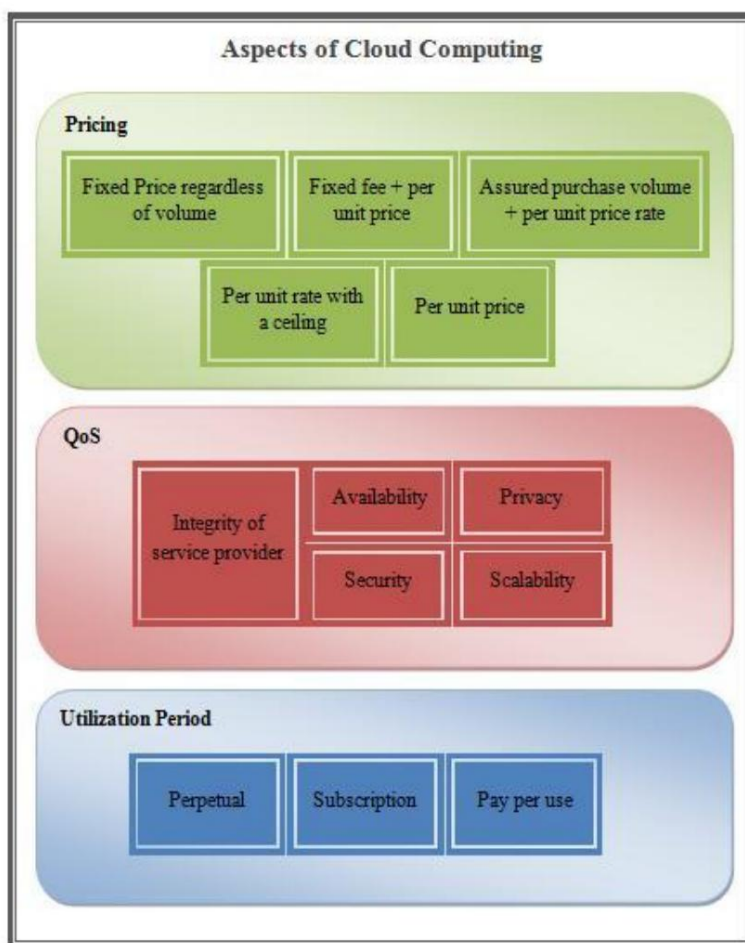 Aspects of Cloud Computing
Pricing
Fixed Price regardless
of volume
Fixed fee + per
unit price
Assured purchase volume
+ per unit price rate
Per unit rate with
a ceiling
Per unit price
QoS
Integrity of
service provider
Availability
Privacy
Security
Scalability
Utilization Period
Perpetual
Subscription
Pay per use